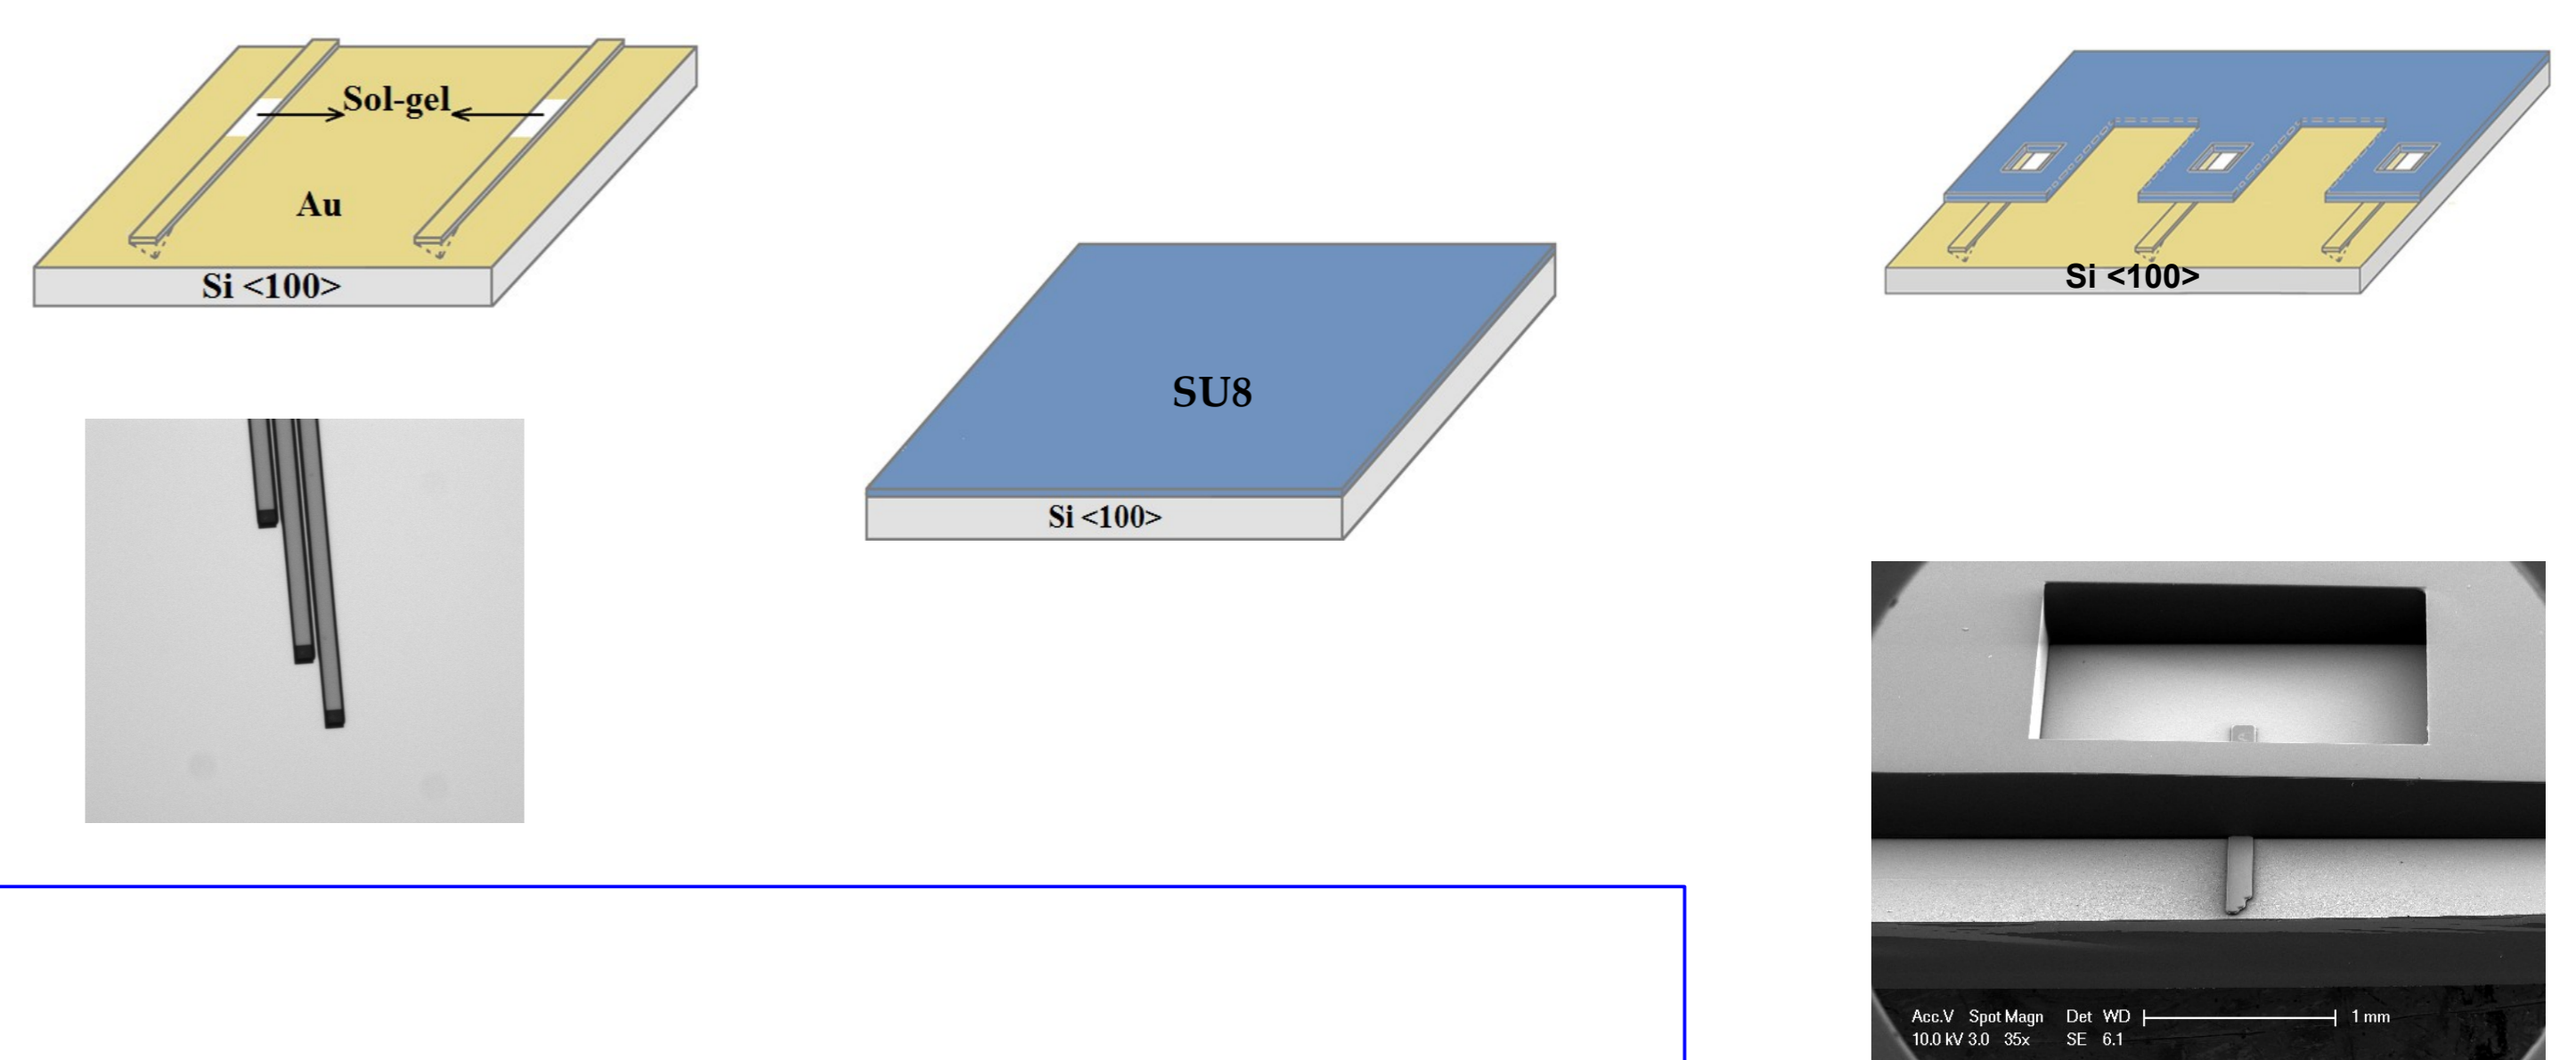 Sol-gel
Au
Si <100>
SU8
Si <100>
Si <100>
Acc.V Spot Magn Det WD 1 mm
10.0 kV 3.0 35x SE 6.1